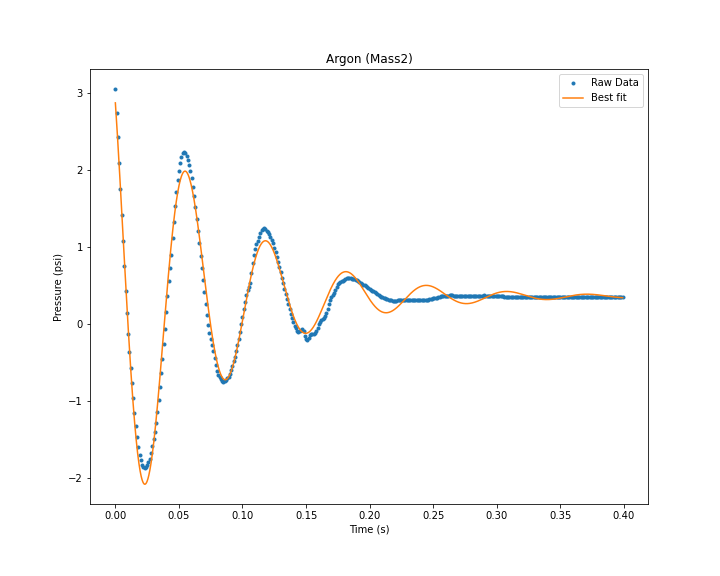 Argon (Mass2)
Raw Data
Best fit
3
2
1
0
−1
−2
Pressure (psi)
0.00 0.05 0.10 0.15 0.20 0.25 0.30 0.35 0.40
Time (s)